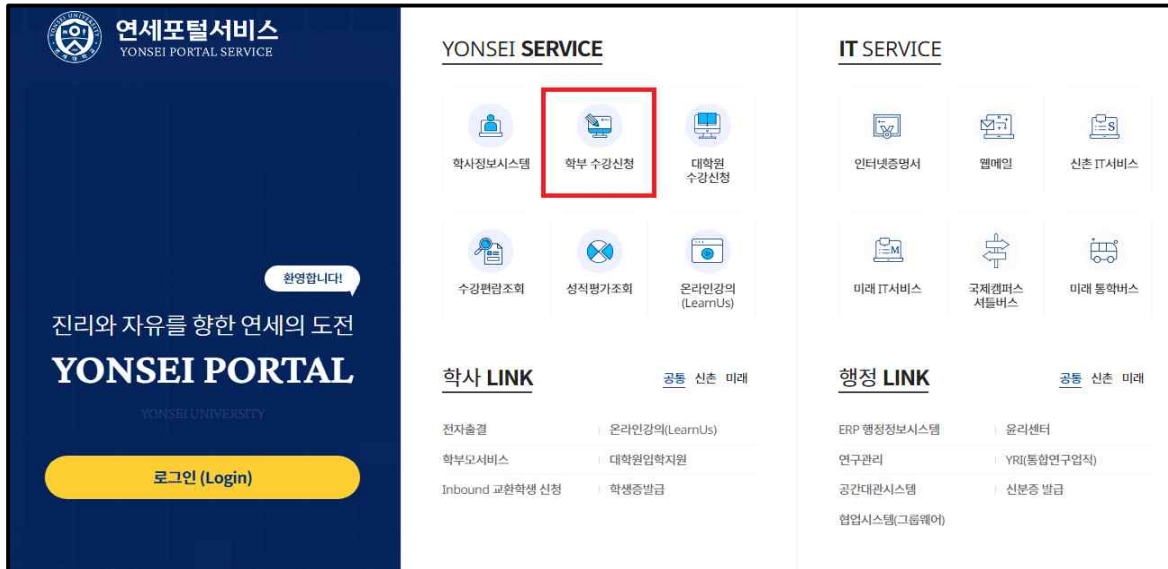 연세포털서비스
YONSEI PORTAL SERVICE
환영합니다!
진리와 자유를 향한 연세의 도전
YONSEI PORTAL
YONSEI UNIVERSITY
로그인 (Login)
YONSEI SERVICE
학사정보시스템
학부 수강신청
대학원
수강신청
수강편람조회
성적평가조회
온라인강의
(LearnUs)
학사 LINK
공통 신촌 미래
전자출결
온라인강의(LearnUs)
학부모서비스
대학원입학지원
Inbound 교환학생 신청
학생증발급
IT SERVICE
인터넷증명서
웹메일
신촌 IT서비스
미래 IT서비스
국제캠퍼스
셔틀버스
미래 통학버스
행정 LINK
공통 신촌 미래
ERP 행정정보시스템
윤리센터
연구관리
YRI(통합연구업적)
공간대관시스템
신분증 발급
협업시스템(그룹웨어)